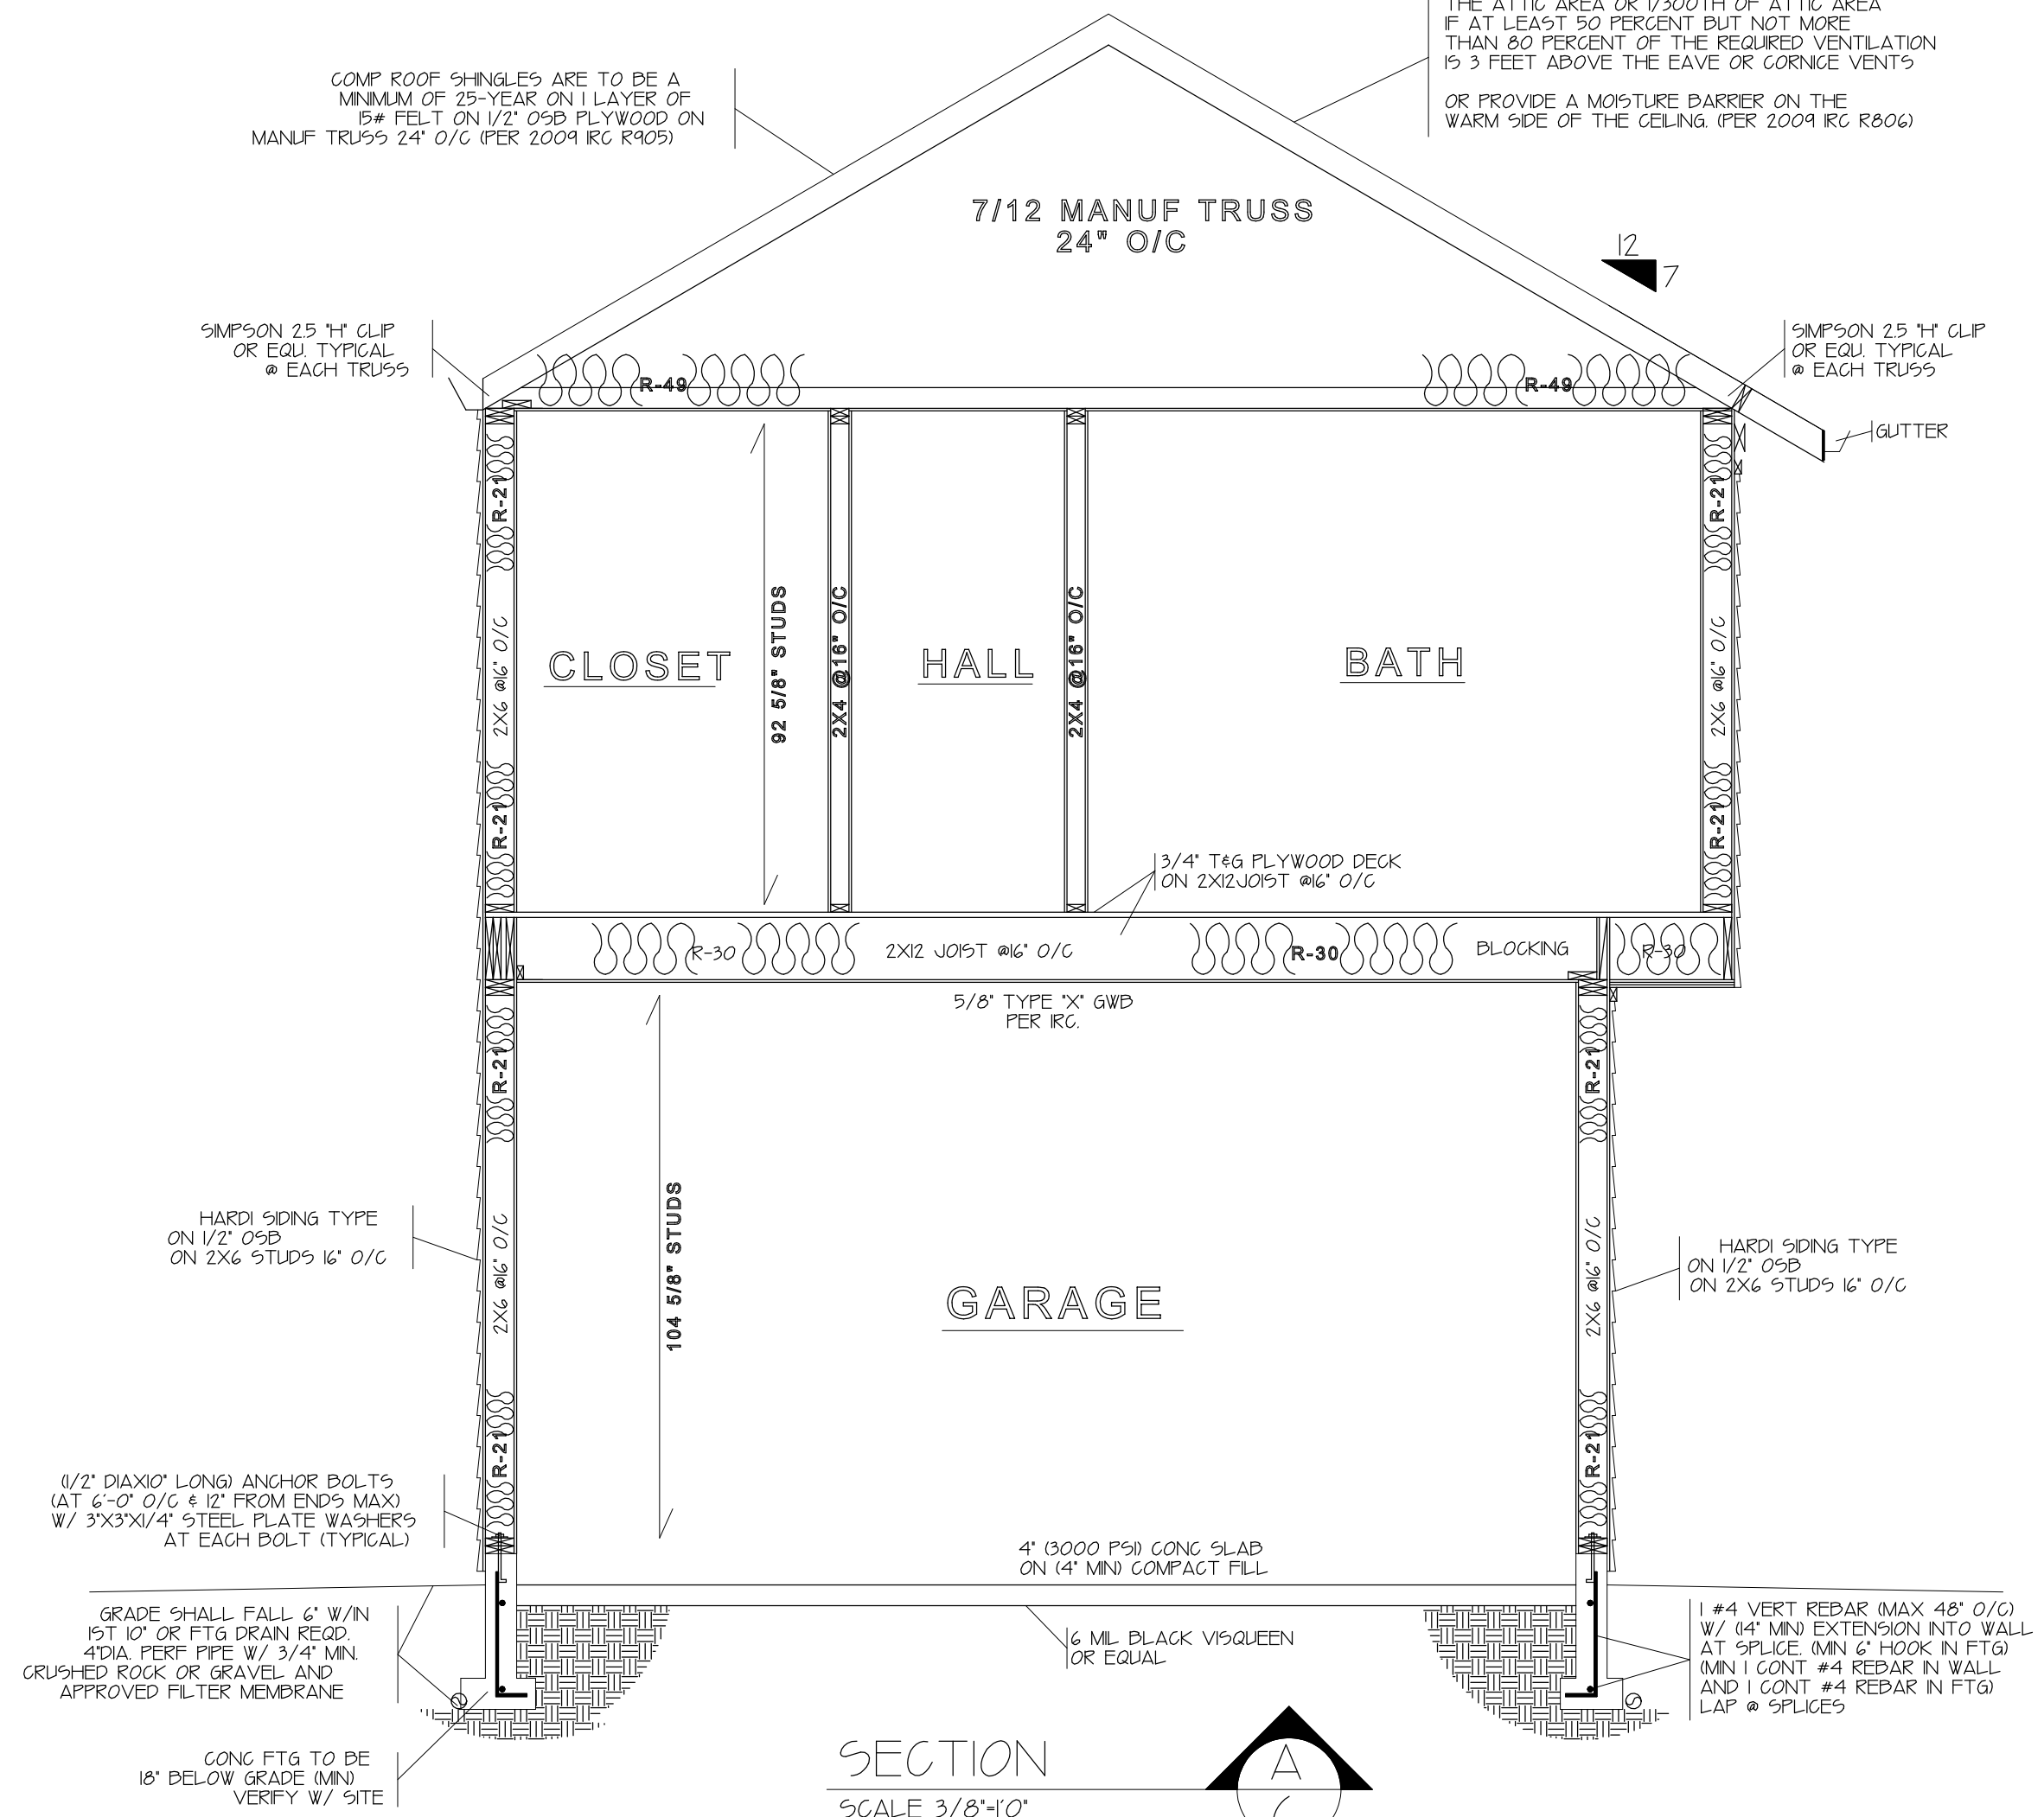 THE ATTIC AREA OR 1/300TH OF ATTIC AREA
IF AT LEAST 50 PERCENT BUT NOT MORE
THAN 80 PERCENT OF THE REQUIRED VENTILATION
IS 3 FEET ABOVE THE EAVE OR CORNICE VENTS
OR PROVIDE A MOISTURE BARRIER ON THE
WARM SIDE OF THE CEILING. (PER 2009 IRC R806)
COMP ROOF SHINGLES ARE TO BE A
MINIMUM OF 25-YEAR ON 1 LAYER OF
15# FELT ON 1/2" OSB PLYWOOD ON
MANUF TRUSS 24" O/C (PER 2009 IRC R905)
7/12 MANUF TRUSS
24" O/C
12
7
SIMPSON 2.5 "H" CLIP
OR EQU. TYPICAL
@ EACH TRUSS
SIMPSON 2.5 "H" CLIP
OR EQU. TYPICAL
@ EACH TRUSS
R-49
R-49
GUTTER
R-21
R-21
92 5/8" STUDS
2X4 @16" O/C
2X4 @16" O/C
2X6 @16" O/C
2X6 @16" O/C
CLOSET
HALL
BATH
R-21
R-21
3/4" T&G PLYWOOD DECK
ON 2X12JOIST @16" O/C
R-30
2X12 JOIST @16" O/C
R-30
BLOCKING
R-30
5/8" TYPE "X" GWB
PER IRC.
R-21
R-21
104 5/8" STUDS
2X6 @16" O/C
2X6 @16" O/C
HARDI SIDING TYPE
ON 1/2" OSB
ON 2X6 STUDS 16" O/C
HARDI SIDING TYPE
ON 1/2" OSB
ON 2X6 STUDS 16" O/C
GARAGE
R-21
R-21
(1/2" DIAX10" LONG) ANCHOR BOLTS
(AT 6'-0" O/C & 12" FROM ENDS MAX)
W/ 3"X3"X1/4" STEEL PLATE WASHERS
AT EACH BOLT (TYPICAL)
4" (3000 PSI) CONC SLAB
ON (4" MIN) COMPACT FILL
GRADE SHALL FALL 6" W/IN
1ST 10" OR FTG DRAIN REQD.
4"DIA. PERF PIPE W/ 3/4" MIN.
CRUSHED ROCK OR GRAVEL AND
APPROVED FILTER MEMBRANE
6 MIL BLACK VISQUEEN
OR EQUAL
1 #4 VERT REBAR (MAX 48" O/C)
W/ (14" MIN) EXTENSION INTO WALL
AT SPLICE. (MIN 6" HOOK IN FTG)
(MIN 1 CONT #4 REBAR IN WALL
AND 1 CONT #4 REBAR IN FTG)
LAP @ SPLICES
CONC FTG TO BE
18" BELOW GRADE (MIN)
VERIFY W/ SITE
SECTION
SCALE 3/8"=1'0"
A